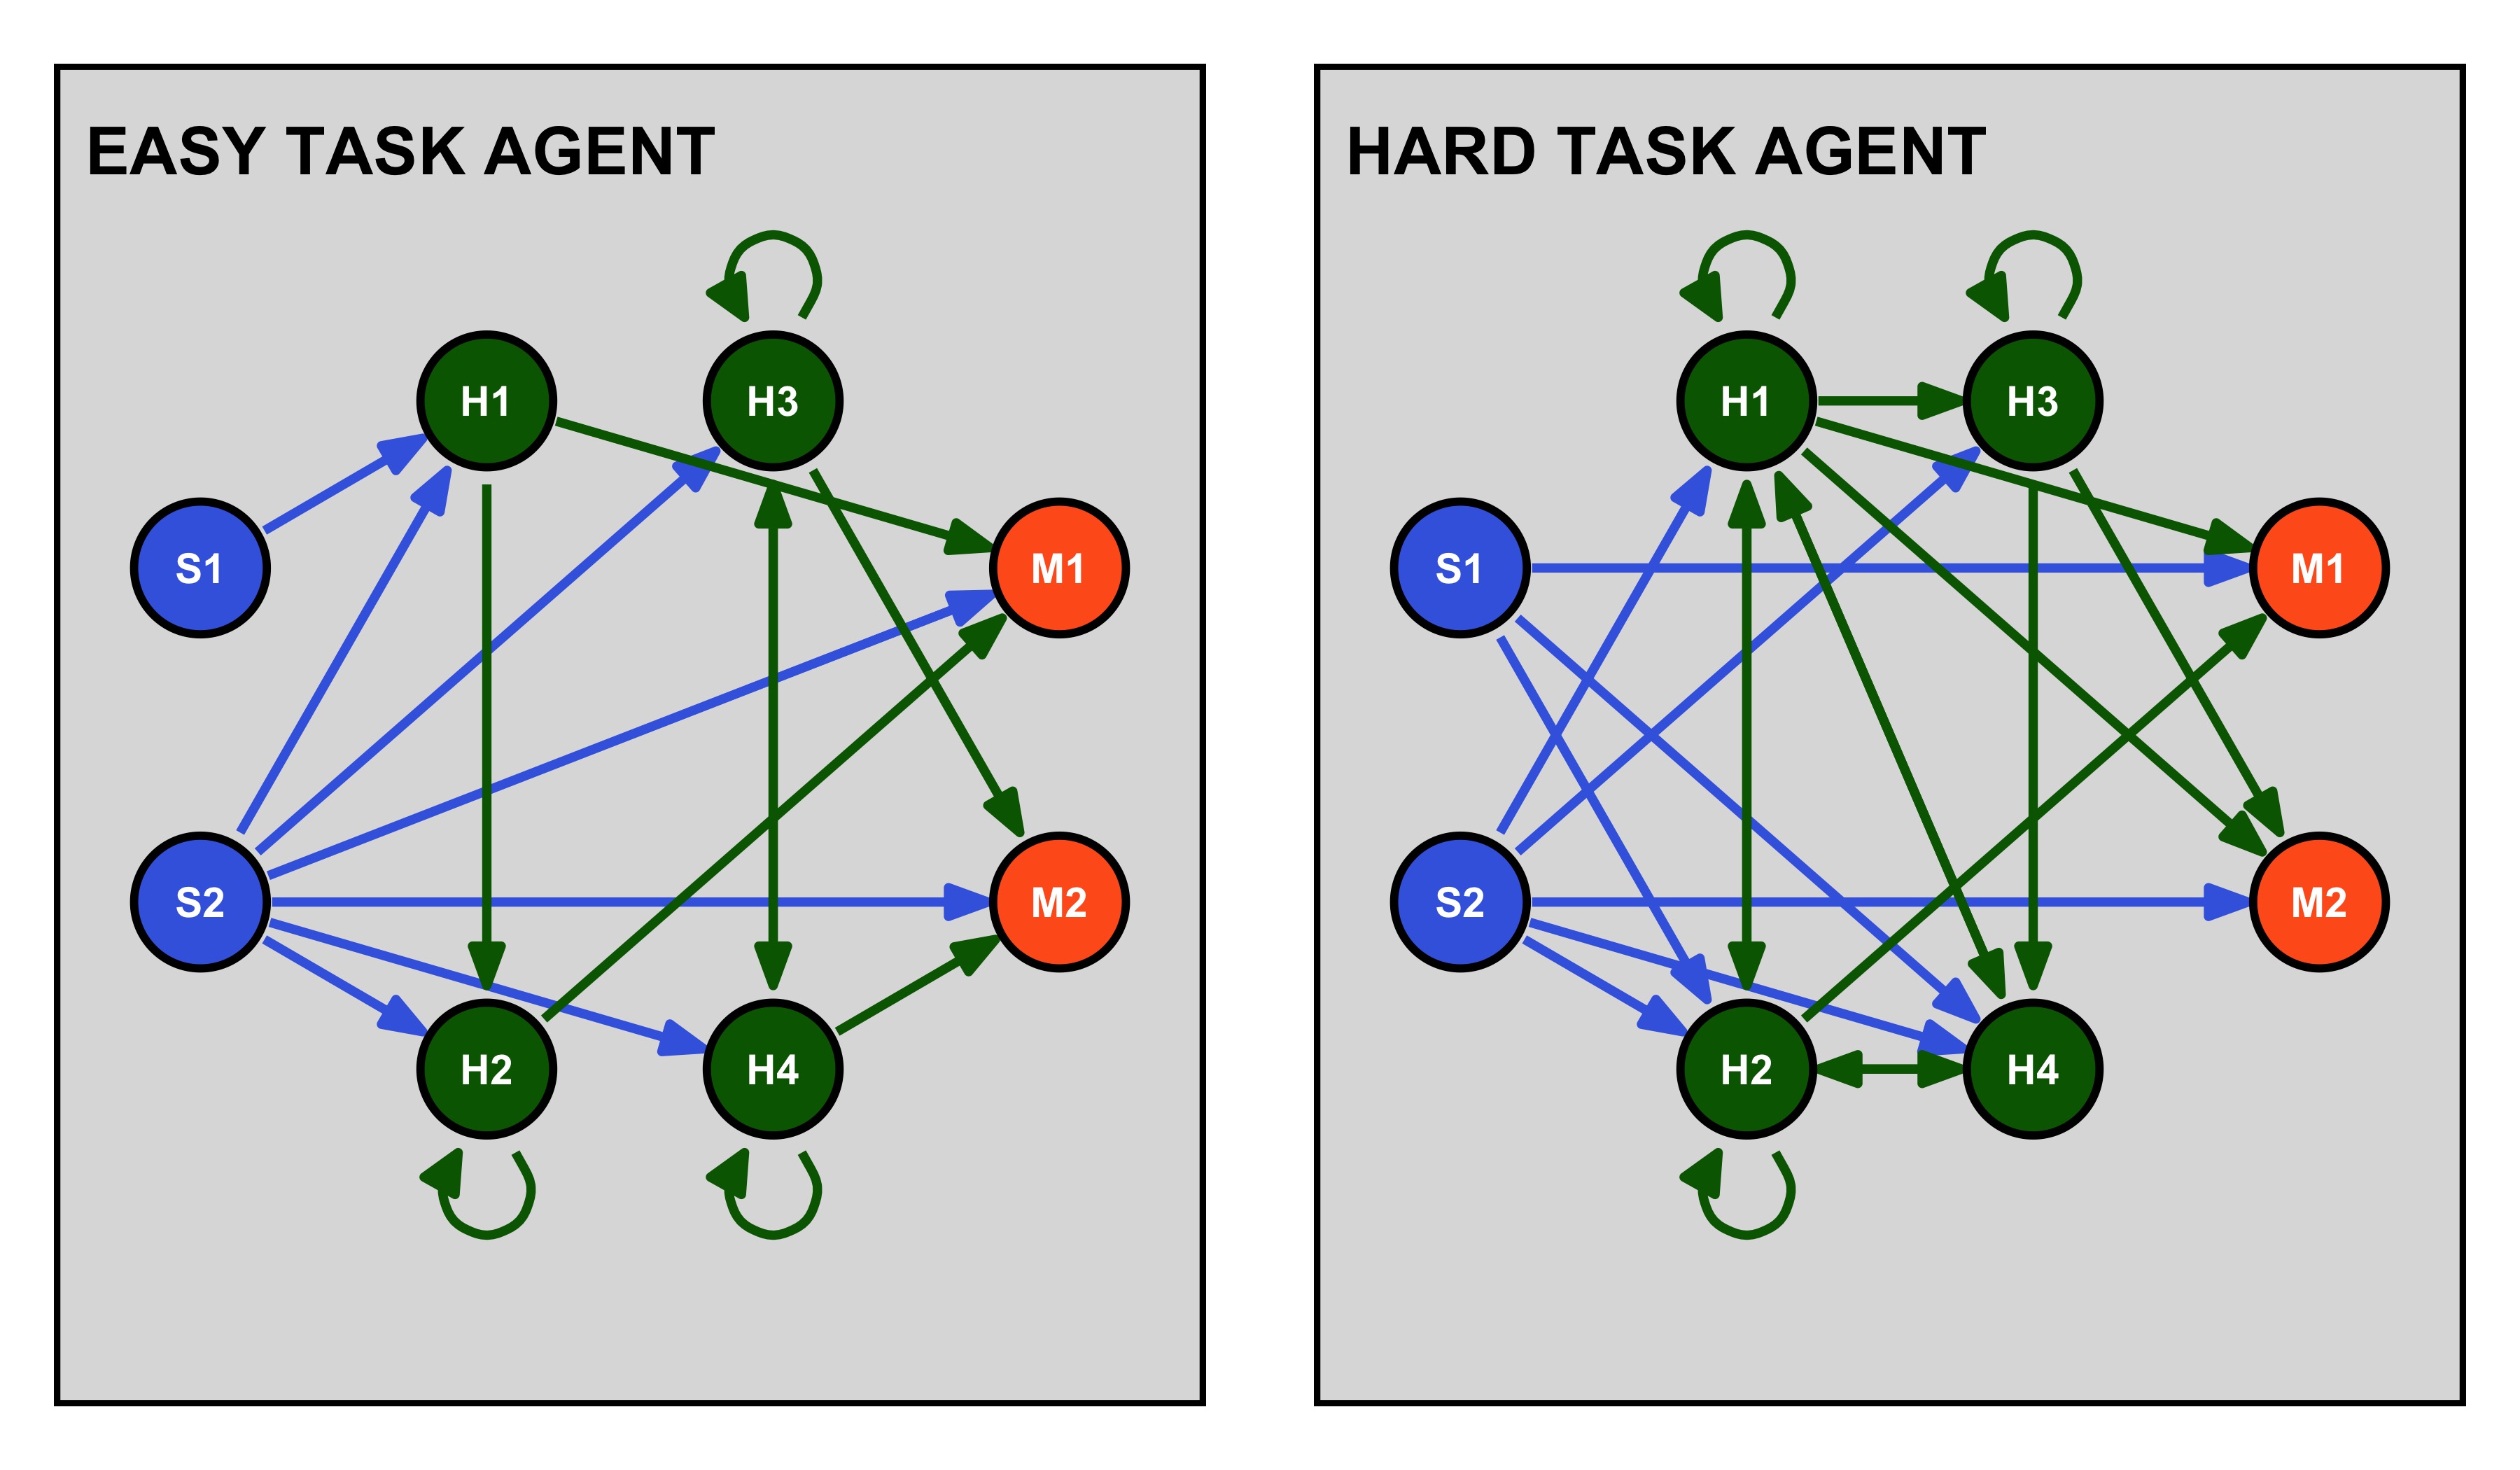 EASY TASK AGENT
H1
H3
S1
M1
S2
M2
H2
H4
HARD TASK AGENT
H1
H3
S1
M1
S2
M2
H2
H4